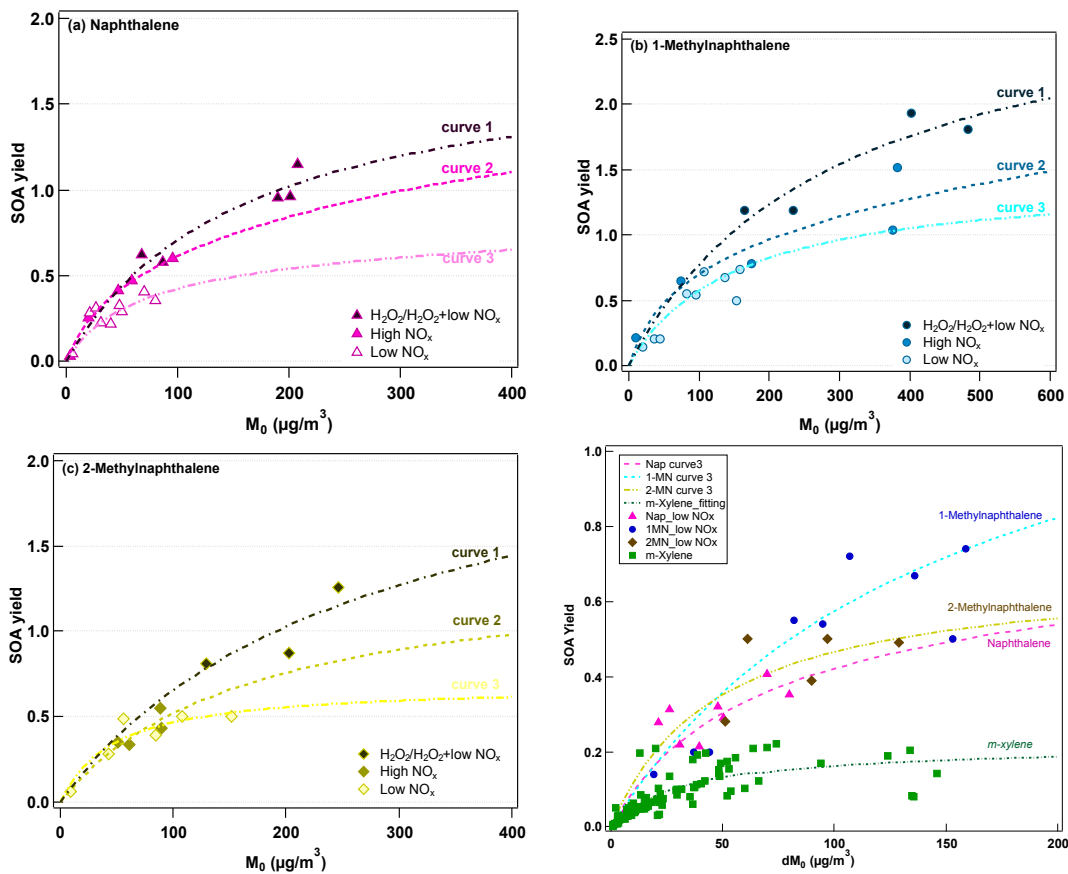 (a) Naphthalene
2.0
1.5
1.0
0.5
0.0
SOA yield
curve 1
curve 2
curve 3
H₂O₂/H₂O₂+low NOₓ
High NOₓ
Low NOₓ
0 100 200 300 400
M₀ (µg/m³)
(b) 1-Methylnaphthalene
2.5
2.0
1.5
1.0
0.5
0.0
SOA yield
curve 1
curve 2
curve 3
H₂O₂/H₂O₂+low NOₓ
High NOₓ
Low NOₓ
0 100 200 300 400 500 600
M₀ (µg/m³)
(c) 2-Methylnaphthalene
2.0
1.5
1.0
0.5
0.0
SOA yield
curve 1
curve 2
curve 3
H₂O₂/H₂O₂+low NOₓ
High NOₓ
Low NOₓ
0 100 200 300 400
M₀ (µg/m³)
1.0
0.8
0.6
0.4
0.2
0.0
SOA Yield
Nap curve3
1-MN curve 3
2-MN curve 3
m-Xylene_fitting
Nap_low NOx
1MN_low NOx
2MN_low NOx
m-Xylene
1-Methylnaphthalene
2-Methylnaphthalene
Naphthalene
m-xylene
0 50 100 150 200
dM₀ (µg/m³)